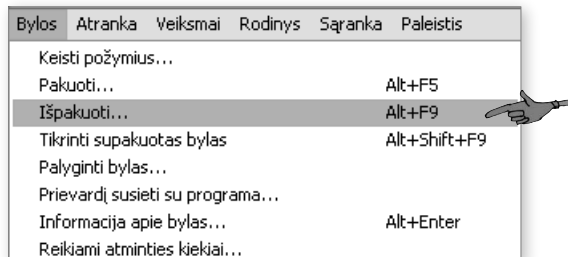 Bylos Atranka Veiksmai Rodinys Sąranka Paleistis
Keisti požymius...
Pakuoti... Alt+F5
Išpakuoti... Alt+F9
Tikrinti supakuotas bylas Alt+Shift+F9
Palyginti bylas...
Prievardį susieti su programa...
Informacija apie bylas... Alt+Enter
Reikiami atminties kiekiai...